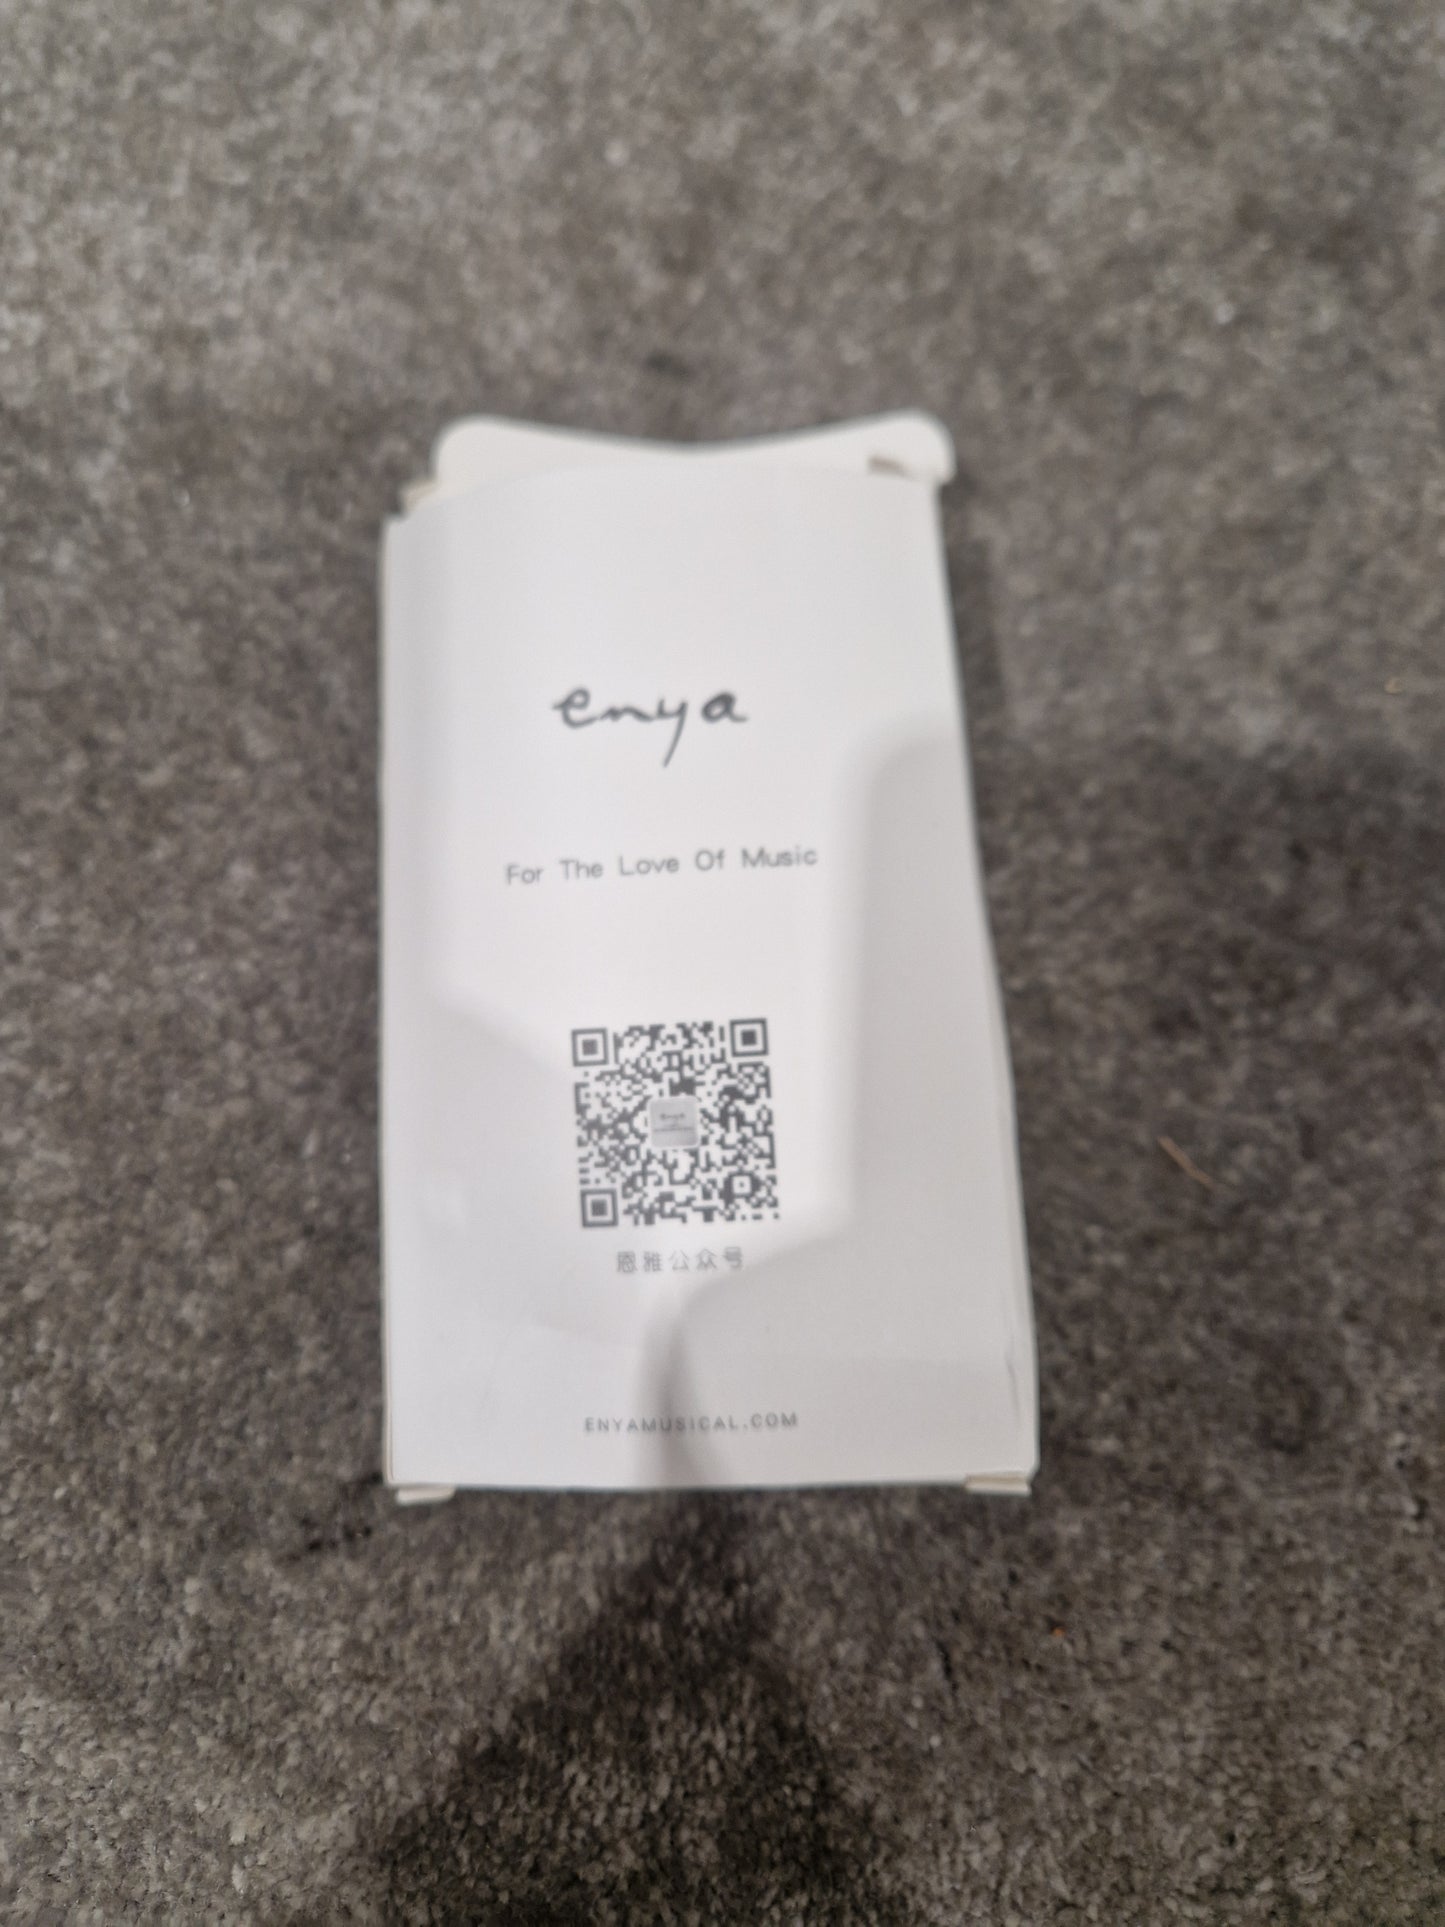 enya
For The Love Of Music
恩雅公众号
ENYAMUSICAL.COM